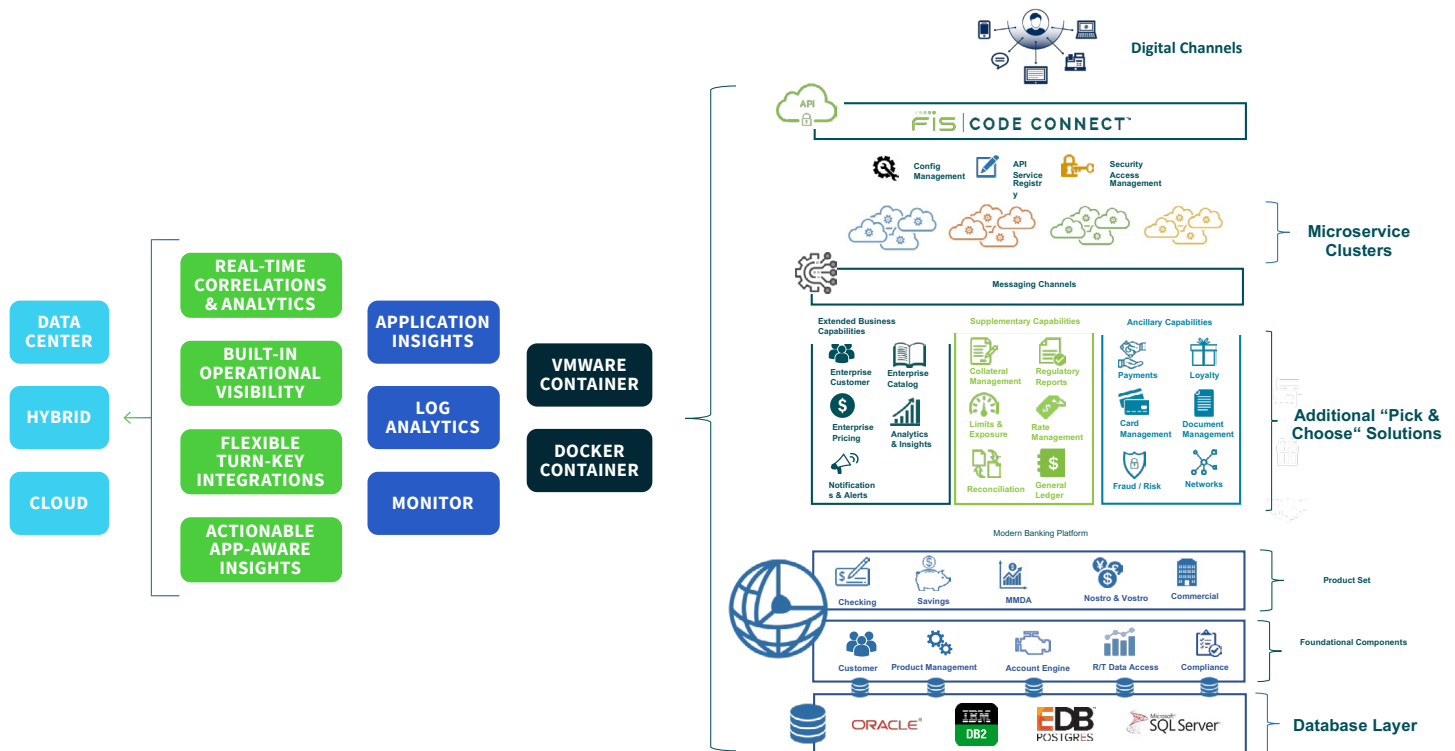 Digital Channels
API
FIS | CODE CONNECT™
Config
Management
API
Service
Registr
y
Security
Access
Management
Microservice
Clusters
Messaging Channels
REAL-TIME
CORRELATIONS
& ANALYTICS
BUILT-IN
OPERATIONAL
VISIBILITY
FLEXIBLE
TURN-KEY
INTEGRATIONS
ACTIONABLE
APP-AWARE
INSIGHTS
DATA
CENTER
HYBRID
CLOUD
APPLICATION
INSIGHTS
LOG
ANALYTICS
MONITOR
VMWARE
CONTAINER
DOCKER
CONTAINER
Extended Business
Capabilities
Enterprise
Customer
Enterprise
Catalog
Enterprise
Pricing
Analytics
& Insights
Notification
s & Alerts
Supplementary Capabilities
Collateral
Management
Regulatory
Reports
Limits &
Exposure
Rate
Management
Reconciliation
General
Ledger
Ancillary Capabilities
Payments
Loyalty
Card
Management
Document
Management
Fraud / Risk
Networks
Additional “Pick &
Choose“ Solutions
Modern Banking Platform
Checking
Savings
MMDA
Nostro & Vostro
Commercial
Product Set
Customer
Product Management
Account Engine
R/T Data Access
Compliance
Foundational Components
ORACLE®
IBM
DB2
EDB™
POSTGRES
Microsoft®
SQL Server®
Database Layer